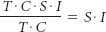 T · C · S · I / T · C = S · I